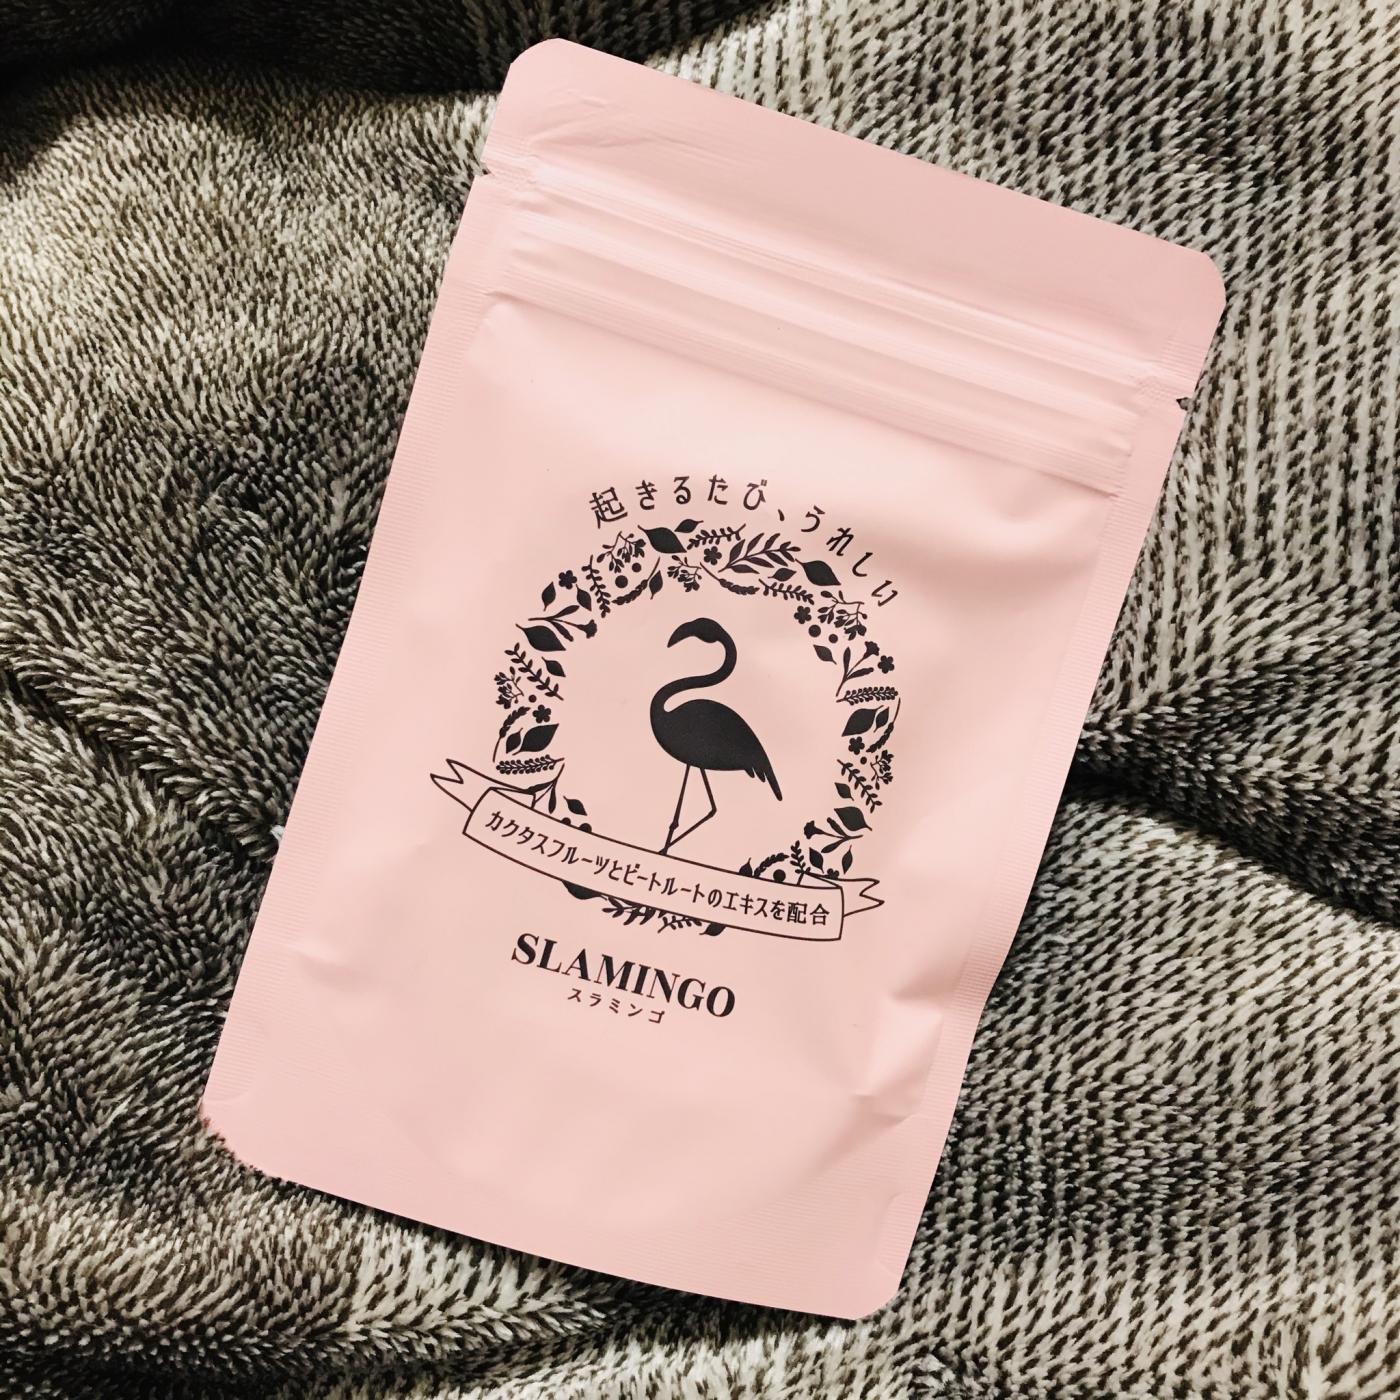 起きるたび、うれしい
カクタスフルーツとビートルートのエキスを配合
SLAMINGO
スラミンゴ